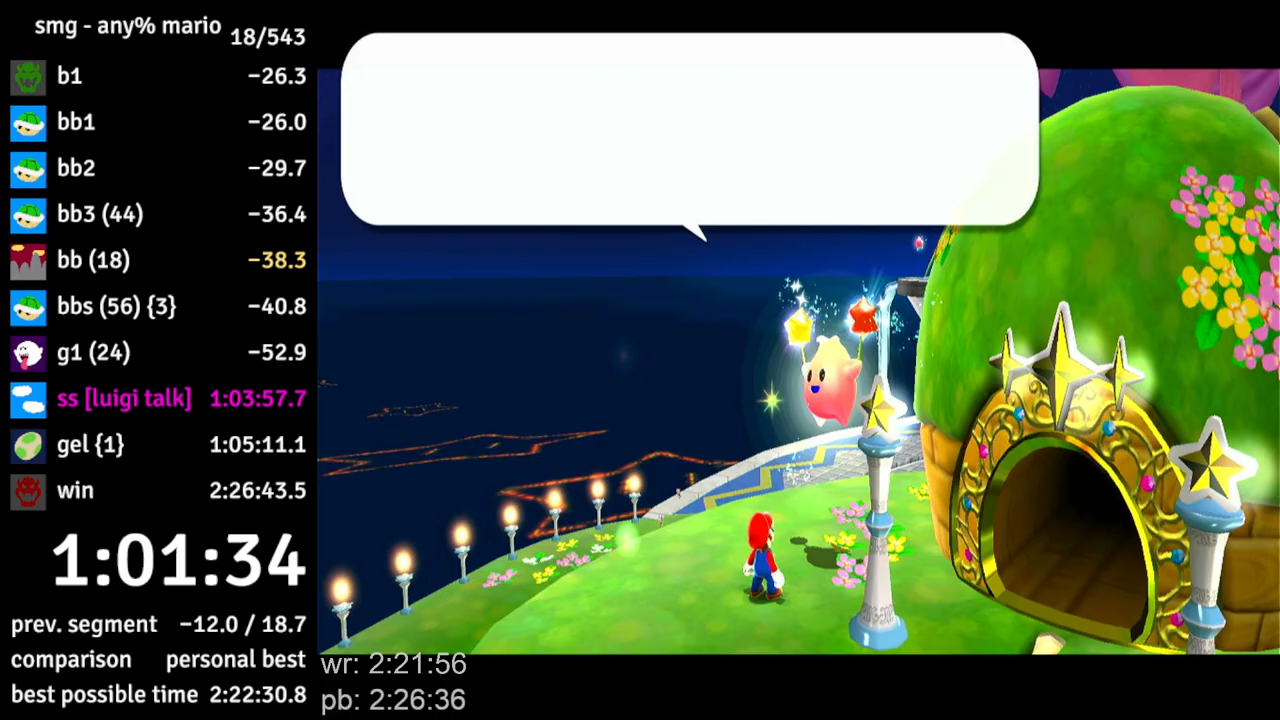 smg - any% mario 18/543
b1 −26.3
bb1 −26.0
bb2 −29.7
bb3 (44) −36.4
bb (18) −38.3
bbs (56) {3} −40.8
g1 (24) −52.9
ss [luigi talk] 1:03:57.7
gel {1} 1:05:11.1
win 2:26:43.5
1:01:34
prev. segment −12.0 / 18.7
comparison personal best
best possible time 2:22:30.8
wr: 2:21:56
pb: 2:26:36